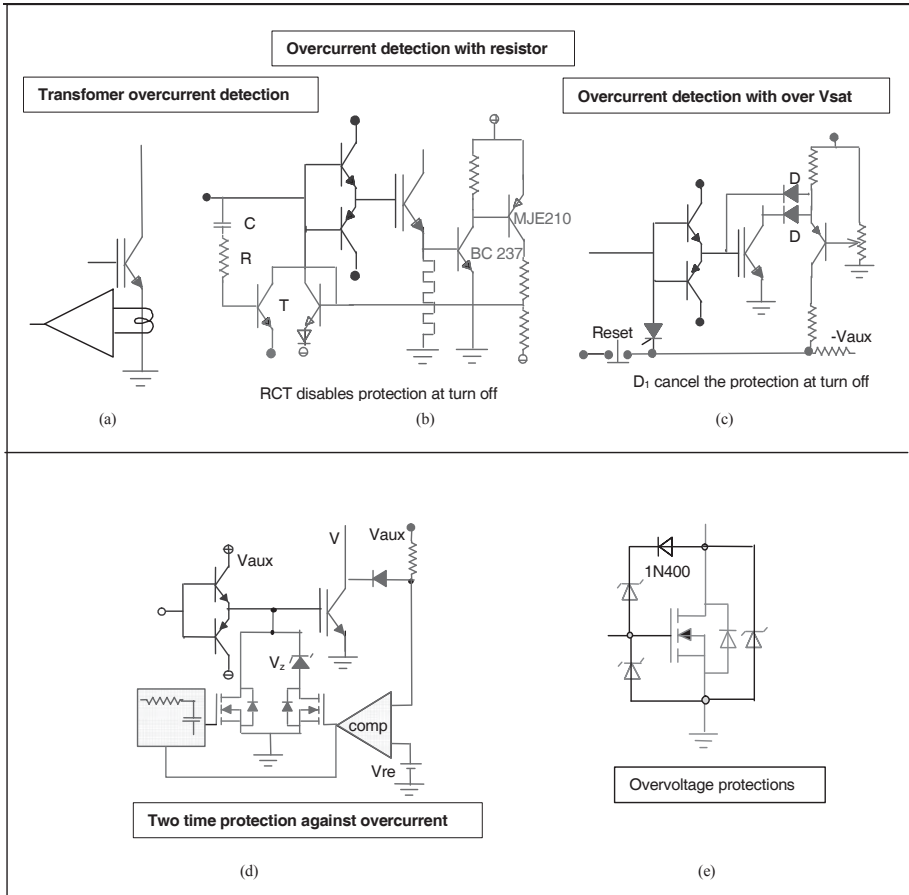 Overcurrent detection with resistor
Transfomer overcurrent detection
Overcurrent detection with over Vsat
C
R
T
MJE210
BC 237
D
D
Reset
-Vaux
RCT disables protection at turn off
D₁ cancel the protection at turn off
(a)
(b)
(c)
Vaux
V
Vaux
Vz
comp
Vre
Two time protection against overcurrent
1N400
Overvoltage protections
(d)
(e)